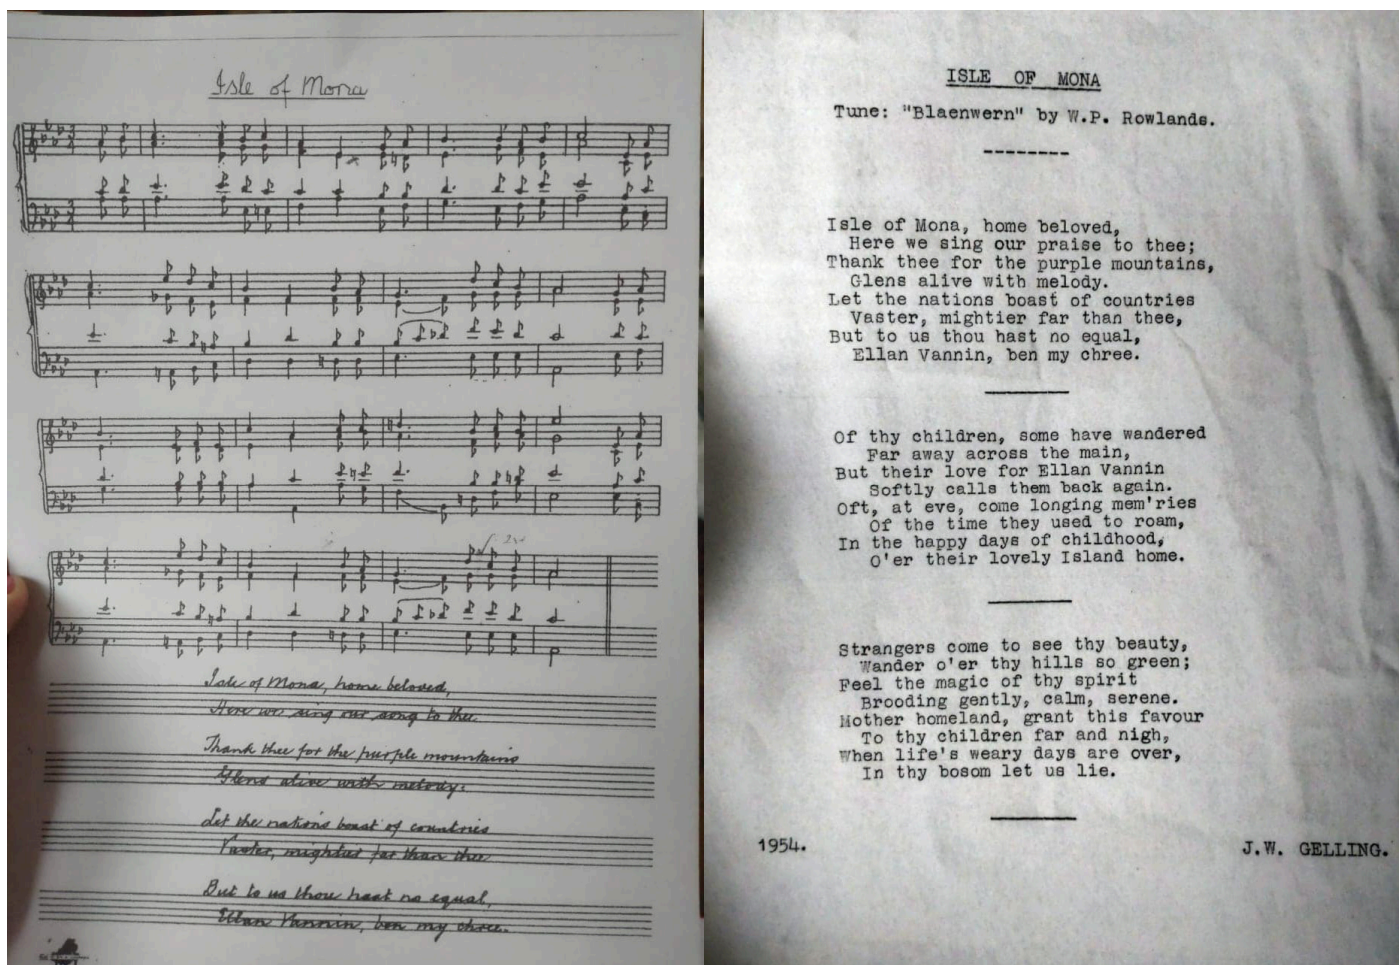 Isle of Mona
Isle of Mona, home beloved,
Here we sing our song to thee
Thank thee for the purple mountains
Glens alive with melody.
Let the nations boast of countries
Vaster, mightier far than thee
But to us thou hast no equal,
Ellan Vannin, ben my chree.
ISLE OF MONA
Tune: "Blaenwern" by W.P. Rowlands.
Isle of Mona, home beloved,
Here we sing our praise to thee;
Thank thee for the purple mountains,
Glens alive with melody.
Let the nations boast of countries
Vaster, mightier far than thee,
But to us thou hast no equal,
Ellan Vannin, ben my chree.
Of thy children, some have wandered
Far away across the main,
But their love for Ellan Vannin
Softly calls them back again.
Oft, at eve, come longing mem'ries
Of the time they used to roam,
In the happy days of childhood,
O'er their lovely Island home.
Strangers come to see thy beauty,
Wander o'er thy hills so green;
Feel the magic of thy spirit
Brooding gently, calm, serene.
Mother homeland, grant this favour
To thy children far and nigh,
When life's weary days are over,
In thy bosom let us lie.
1954. J.W. GELLING.